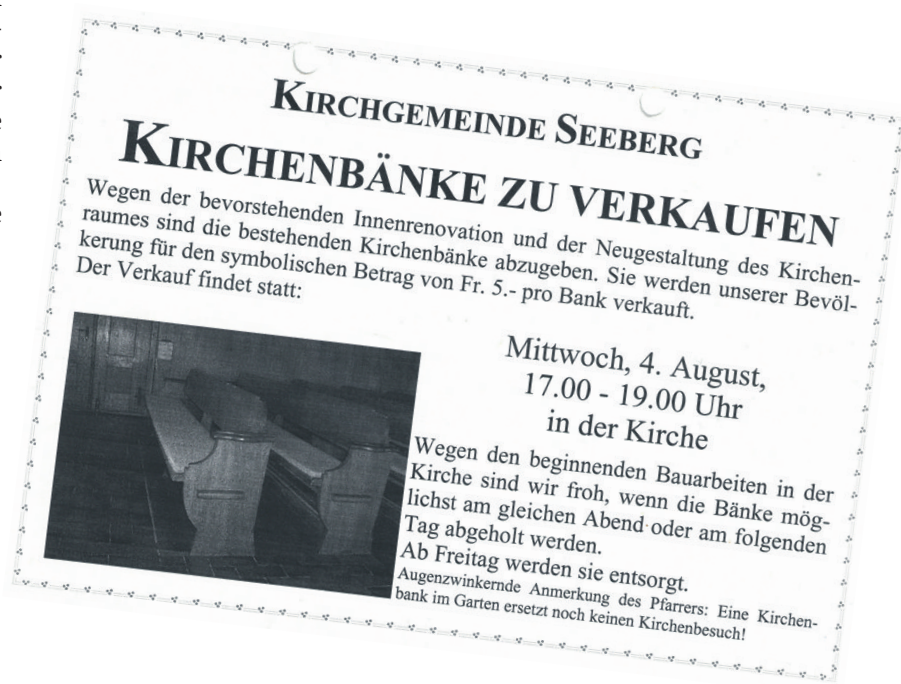 KIRCHGEMEINDE SEEBERG
KIRCHENBÄNKE ZU VERKAUFEN
Wegen der bevorstehenden Innenrenovation und der Neugestaltung des Kirchen-
raumes sind die bestehenden Kirchenbänke abzugeben. Sie werden unserer Bevöl-
kerung für den symbolischen Betrag von Fr. 5.- pro Bank verkauft.
Der Verkauf findet statt:
Mittwoch, 4. August,
17.00 - 19.00 Uhr
in der Kirche
Wegen den beginnenden Bauarbeiten in der
Kirche sind wir froh, wenn die Bänke mög-
lichst am gleichen Abend oder am folgenden
Tag abgeholt werden.
Ab Freitag werden sie entsorgt.
Augenzwinkernde Anmerkung des Pfarrers: Eine Kirchen-
bank im Garten ersetzt noch keinen Kirchenbesuch!